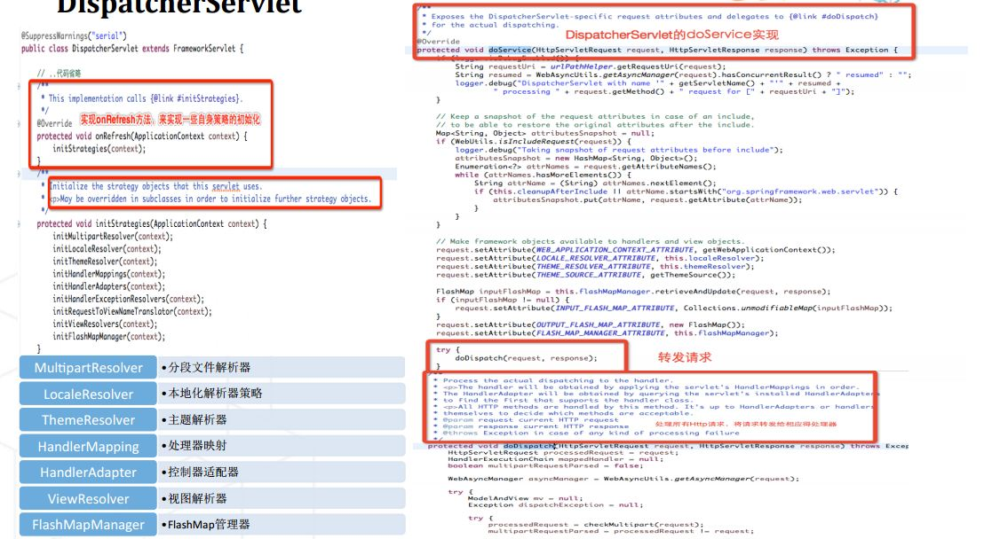 DispatcherServlet
@SuppressWarnings("serial")
public class DispatcherServlet extends FrameworkServlet {
// ..代码省略
/**
* This implementation calls {@link #initStrategies}.
*/
@Override
实现onRefresh方法，来实现一些自身策略的初始化
protected void onRefresh(ApplicationContext context) {
initStrategies(context);
}
/**
* Initialize the strategy objects that this servlet uses.
* <p>May be overridden in subclasses in order to initialize further strategy objects.
*/
protected void initStrategies(ApplicationContext context) {
initMultipartResolver(context);
initLocaleResolver(context);
initThemeResolver(context);
initHandlerMappings(context);
initHandlerAdapters(context);
initHandlerExceptionResolvers(context);
initRequestToViewNameTranslator(context);
initViewResolvers(context);
initFlashMapManager(context);
}
MultipartResolver •分段文件解析器
LocaleResolver •本地化解析器策略
ThemeResolver •主题解析器
HandlerMapping •处理器映射
HandlerAdapter •控制器适配器
ViewResolver •视图解析器
FlashMapManager •FlashMap管理器
/**
* Exposes the DispatcherServlet-specific request attributes and delegates to {@link #doDispatch}
* for the actual dispatching.
*/
DispatcherServlet的doService实现
@Override
protected void doService(HttpServletRequest request, HttpServletResponse response) throws Exception {
String requestUri = urlPathHelper.getRequestUri(request);
String resumed = WebAsyncUtils.getAsyncManager(request).hasConcurrentResult() ? " resumed" : "";
logger.debug("DispatcherServlet with name '" + getServletName() + "'" + resumed +
" processing " + request.getMethod() + " request for [" + requestUri + "]");
}
// Keep a snapshot of the request attributes in case of an include,
// to be able to restore the original attributes after the include.
Map<String, Object> attributesSnapshot = null;
if (WebUtils.isIncludeRequest(request)) {
logger.debug("Taking snapshot of request attributes before include");
attributesSnapshot = new HashMap<String, Object>();
Enumeration<?> attrNames = request.getAttributeNames();
while (attrNames.hasMoreElements()) {
String attrName = (String) attrNames.nextElement();
if (this.cleanupAfterInclude || attrName.startsWith("org.springframework.web.servlet")) {
attributesSnapshot.put(attrName, request.getAttribute(attrName));
}
}
}
// Make framework objects available to handlers and view objects.
request.setAttribute(WEB_APPLICATION_CONTEXT_ATTRIBUTE, getWebApplicationContext());
request.setAttribute(LOCALE_RESOLVER_ATTRIBUTE, this.localeResolver);
request.setAttribute(THEME_RESOLVER_ATTRIBUTE, this.themeResolver);
request.setAttribute(THEME_SOURCE_ATTRIBUTE, getThemeSource());
FlashMap inputFlashMap = this.flashMapManager.retrieveAndUpdate(request, response);
if (inputFlashMap != null) {
request.setAttribute(INPUT_FLASH_MAP_ATTRIBUTE, Collections.unmodifiableMap(inputFlashMap));
}
request.setAttribute(OUTPUT_FLASH_MAP_ATTRIBUTE, new FlashMap());
request.setAttribute(FLASH_MAP_MANAGER_ATTRIBUTE, this.flashMapManager);
try {
doDispatch(request, response);
}
转发请求
/**
* Process the actual dispatching to the handler.
* <p>The handler will be obtained by applying the servlet's HandlerMappings in order.
* The HandlerAdapter will be obtained by querying the servlet's installed HandlerAdapters
* to find the first that supports the handler class.
* <p>All HTTP methods are handled by this method. It's up to HandlerAdapters or handlers
* themselves to decide which methods are acceptable.
* @param request current HTTP request
* @param response current HTTP response
处理所有Http请求，将请求转发给相应得处理器
* @throws Exception in case of any kind of processing failure
*/
protected void doDispatch(HttpServletRequest request, HttpServletResponse response) throws Exce
HttpServletRequest processedRequest = request;
HandlerExecutionChain mappedHandler = null;
boolean multipartRequestParsed = false;
WebAsyncManager asyncManager = WebAsyncUtils.getAsyncManager(request);
try {
ModelAndView mv = null;
Exception dispatchException = null;
try {
processedRequest = checkMultipart(request);
multipartRequestParsed = processedRequest != request;